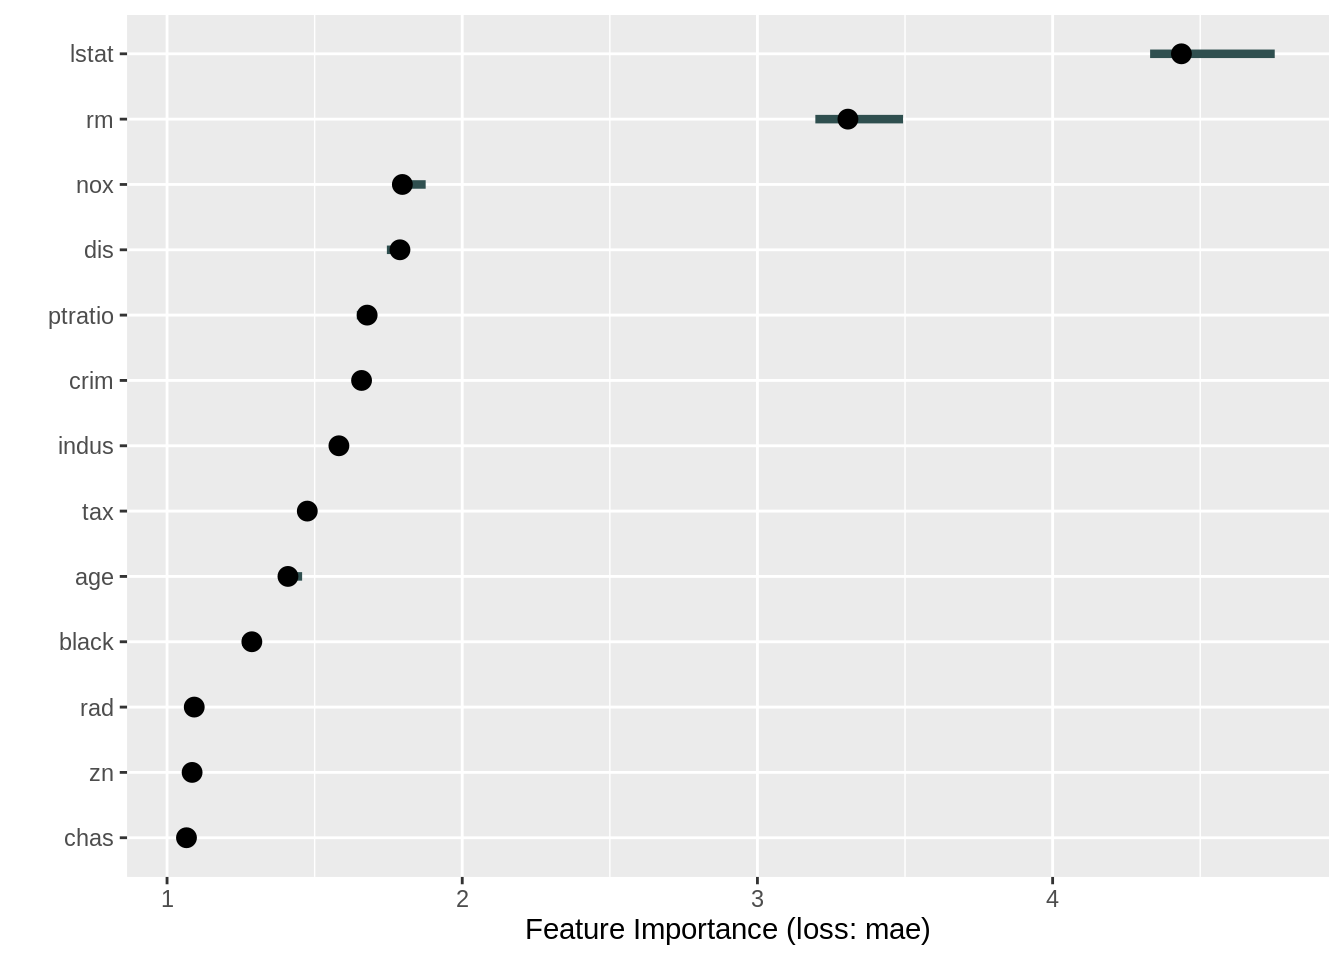 lstat
rm
nox
dis
ptratio
crim
indus
tax
age
black
rad
zn
chas
1 2 3 4
Feature Importance (loss: mae)